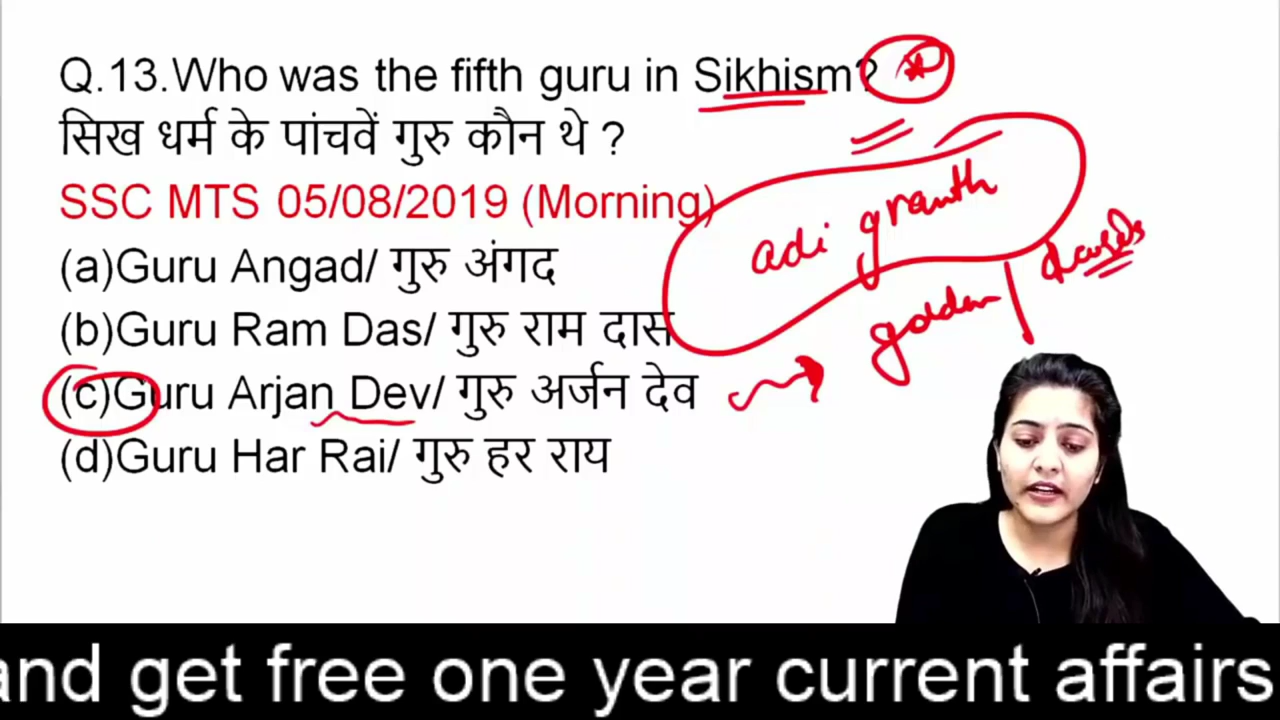 Q.13.Who was the fifth guru in Sikhism?
सिख धर्म के पांचवें गुरु कौन थे ?
SSC MTS 05/08/2019 (Morning)
adi granth
(a)Guru Angad/ गुरु अंगद
(b)Guru Ram Das/ गुरु राम दास
golden
(c)Guru Arjan Dev/ गुरु अर्जन देव
(d)Guru Har Rai/ गुरु हर राय
and get free one year current affairs